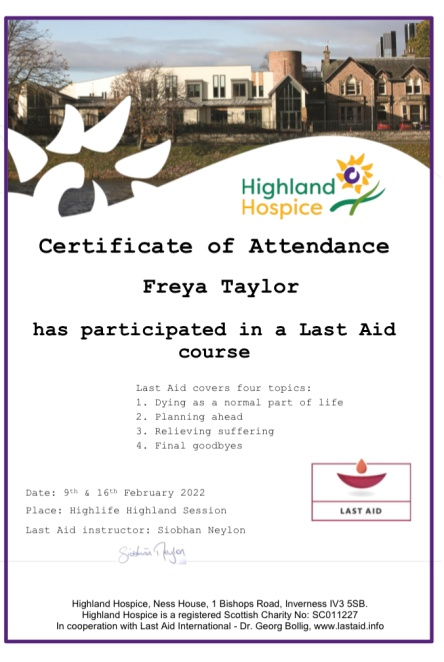 Highland
Hospice
Certificate of Attendance
Freya Taylor
has participated in a Last Aid
course
Last Aid covers four topics:
1. Dying as a normal part of life
2. Planning ahead
3. Relieving suffering
4. Final goodbyes
Date: 9th & 16th February 2022
Place: Highlife Highland Session
Last Aid instructor: Siobhan Neylon
Siobhan Neylon
LAST AID
Highland Hospice, Ness House, 1 Bishops Road, Inverness IV3 5SB.
Highland Hospice is a registered Scottish Charity No: SC011227
In cooperation with Last Aid International - Dr. Georg Bollig, www.lastaid.info